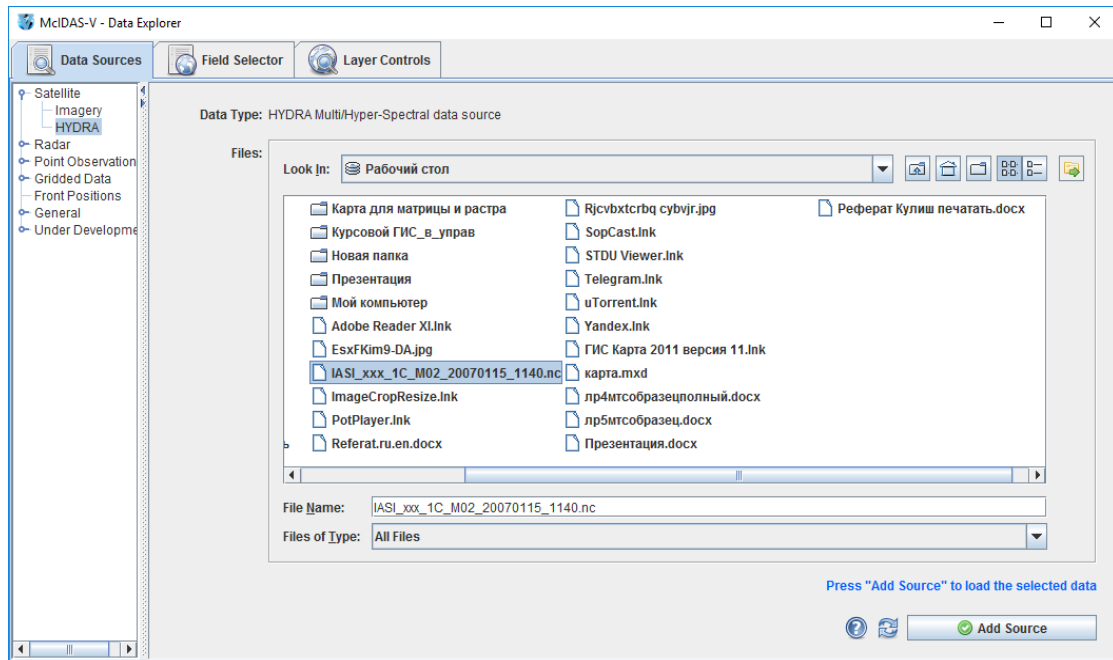 McIDAS-V - Data Explorer
Data Sources
Field Selector
Layer Controls
Satellite
Imagery
HYDRA
Radar
Point Observation
Gridded Data
Front Positions
General
Under Developme
Data Type: HYDRA Multi/Hyper-Spectral data source
Files:
Look In: Рабочий стол
Карта для матрицы и растра
Курсовой ГИС_в_управ
Новая папка
Презентация
Мой компьютер
Adobe Reader XI.lnk
EsxFKim9-DA.jpg
IASI_xxx_1C_M02_20070115_1140.nc
ImageCropResize.lnk
PotPlayer.lnk
ь
Referat.ru.en.docx
Rjcvbxtcrbq cybvjr.jpg
SopCast.lnk
STDU Viewer.lnk
Telegram.lnk
uTorrent.lnk
Yandex.lnk
ГИС Карта 2011 версия 11.lnk
карта.mxd
лр4мтсобразецполный.docx
лр5мтсобразец.docx
Презентация.docx
Реферат Кулиш печатать.docx
File Name: IASI_xxx_1C_M02_20070115_1140.nc
Files of Type: All Files
Press "Add Source" to load the selected data
Add Source